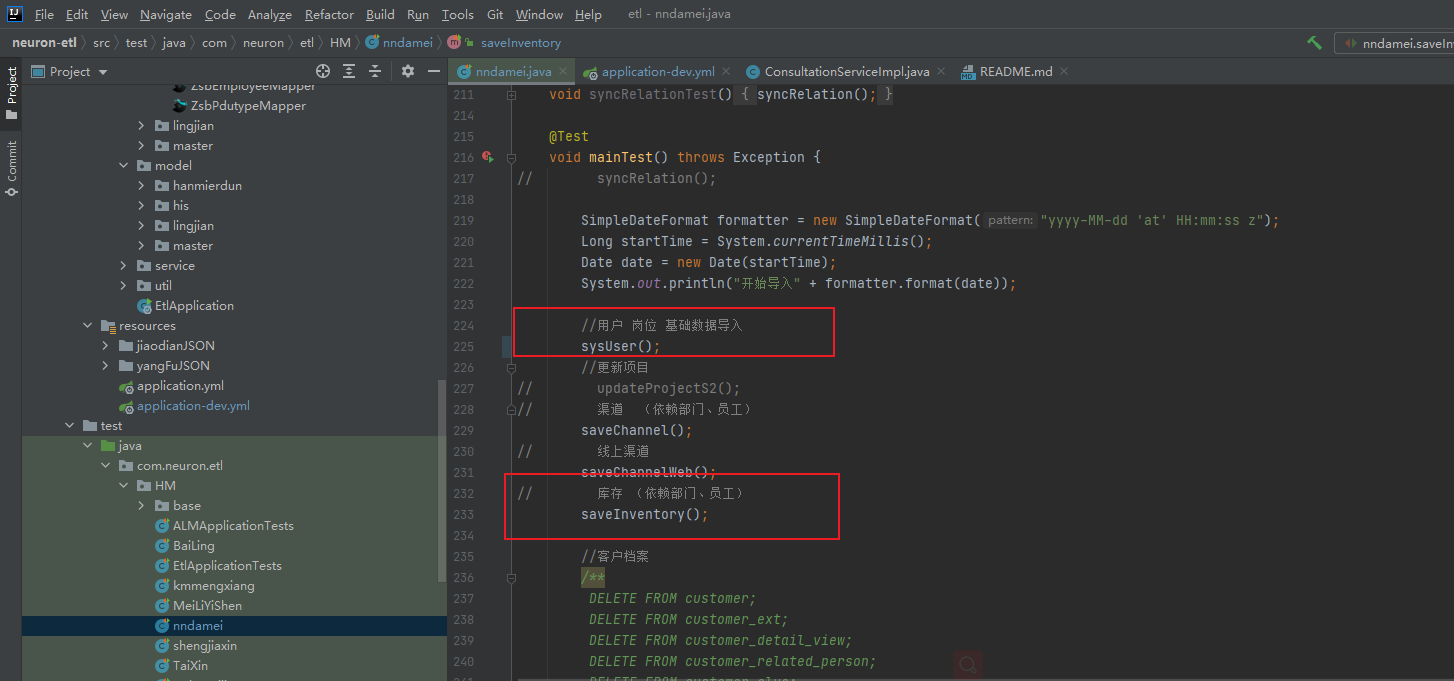 File Edit View Navigate Code Analyze Refactor Build Run Tools Git Window Help etl - nndamei.java
neuron-etl src test java com neuron etl HM nndamei m saveInventory nndamei.saveIn
Project
nndamei.java application-dev.yml ConsultationServiceImpl.java README.md
Project
Commit
ZsbEmployeeMapper
ZsbPdutypeMapper
lingjian
master
model
hanmierdun
his
lingjian
master
service
util
EtlApplication
resources
jiaodianJSON
yangFuJSON
application.yml
application-dev.yml
test
java
com.neuron.etl
HM
base
ALMApplicationTests
BaiLing
EtlApplicationTests
kmmengxiang
MeiLiYiShen
nndamei
shengjiaxin
TaiXin
211 void syncRelationTest() { syncRelation(); }
214
215 @Test
216 void mainTest() throws Exception {
217 // syncRelation();
218
219 SimpleDateFormat formatter = new SimpleDateFormat( pattern: "yyyy-MM-dd 'at' HH:mm:ss z");
220 Long startTime = System.currentTimeMillis();
221 Date date = new Date(startTime);
222 System.out.println("开始导入" + formatter.format(date));
223
224 //用户 岗位 基础数据导入
225 sysUser();
226 //更新项目
227 // updateProjectS2();
228 // 渠道 （依赖部门、员工）
229 saveChannel();
230 // 线上渠道
231 saveChannelWeb();
232 // 库存 （依赖部门、员工）
233 saveInventory();
234
235 //客户档案
236 /**
237 DELETE FROM customer;
238 DELETE FROM customer_ext;
239 DELETE FROM customer_detail_view;
240 DELETE FROM customer_related_person;